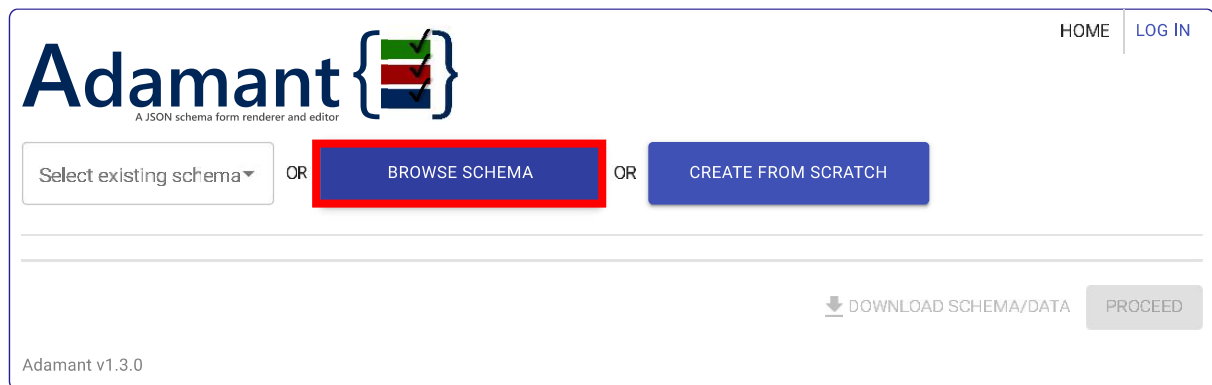 HOME LOG IN
Adamant
A JSON schema form renderer and editor
Select existing schema OR BROWSE SCHEMA OR CREATE FROM SCRATCH
DOWNLOAD SCHEMA/DATA PROCEED
Adamant v1.3.0